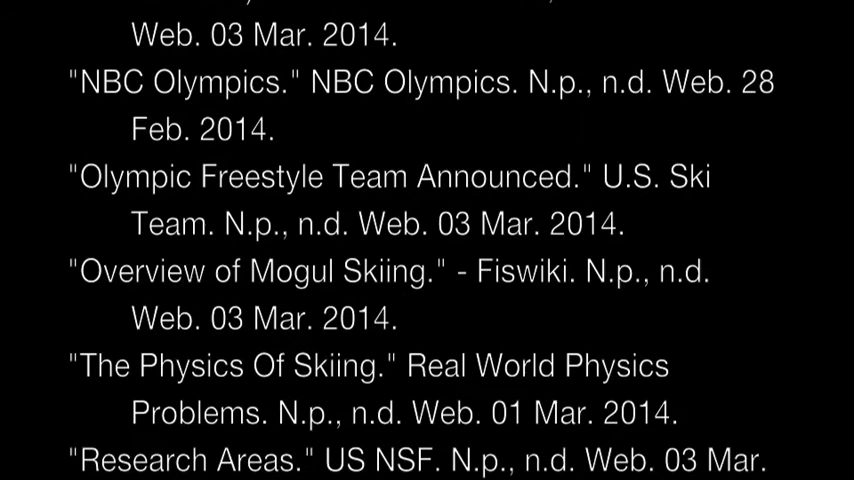 Web. 03 Mar. 2014.
"NBC Olympics." NBC Olympics. N.p., n.d. Web. 28
Feb. 2014.
"Olympic Freestyle Team Announced." U.S. Ski
Team. N.p., n.d. Web. 03 Mar. 2014.
"Overview of Mogul Skiing." - Fiswiki. N.p., n.d.
Web. 03 Mar. 2014.
"The Physics Of Skiing." Real World Physics
Problems. N.p., n.d. Web. 01 Mar. 2014.
"Research Areas." US NSF. N.p., n.d. Web. 03 Mar.